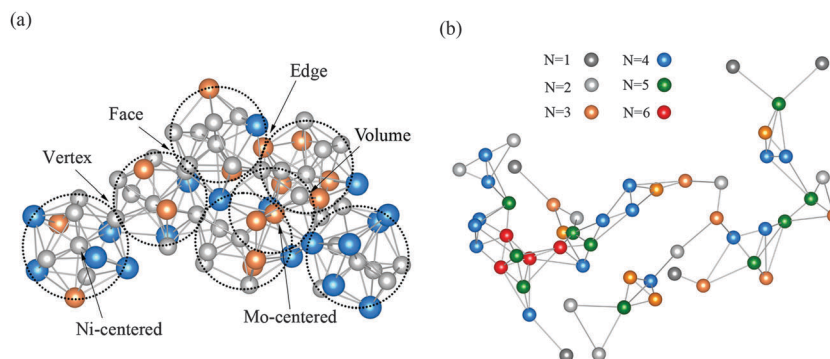 (a)
Edge
Face
Vertex
Volume
Ni-centered
Mo-centered
(b)
N=1 N=4
N=2 N=5
N=3 N=6